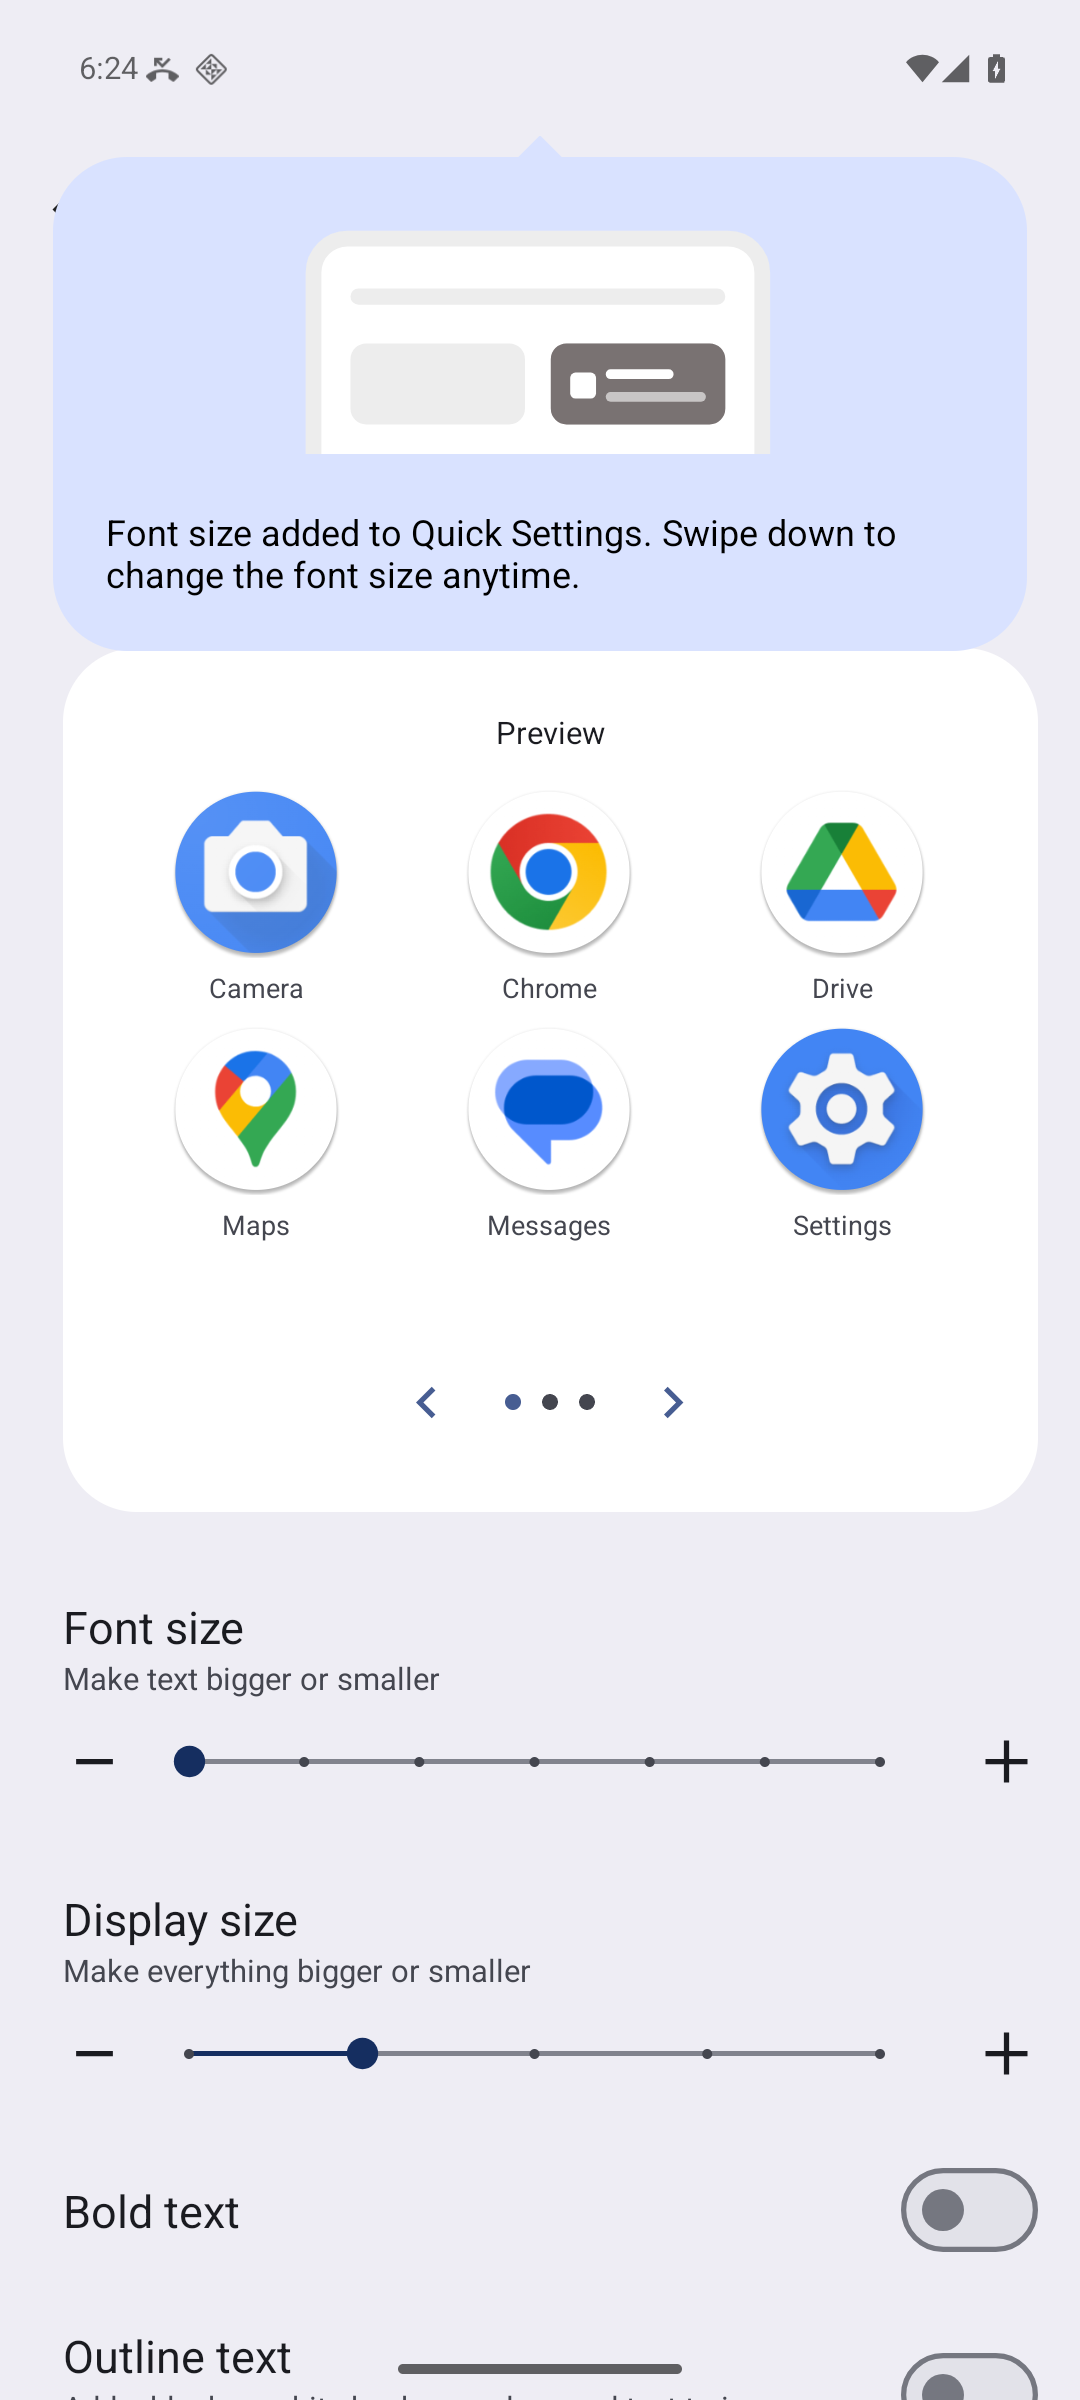 6:24
Font size added to Quick Settings. Swipe down to
change the font size anytime.
Preview
Camera
Chrome
Drive
Maps
Messages
Settings
Font size
Make text bigger or smaller
Display size
Make everything bigger or smaller
Bold text
Outline text